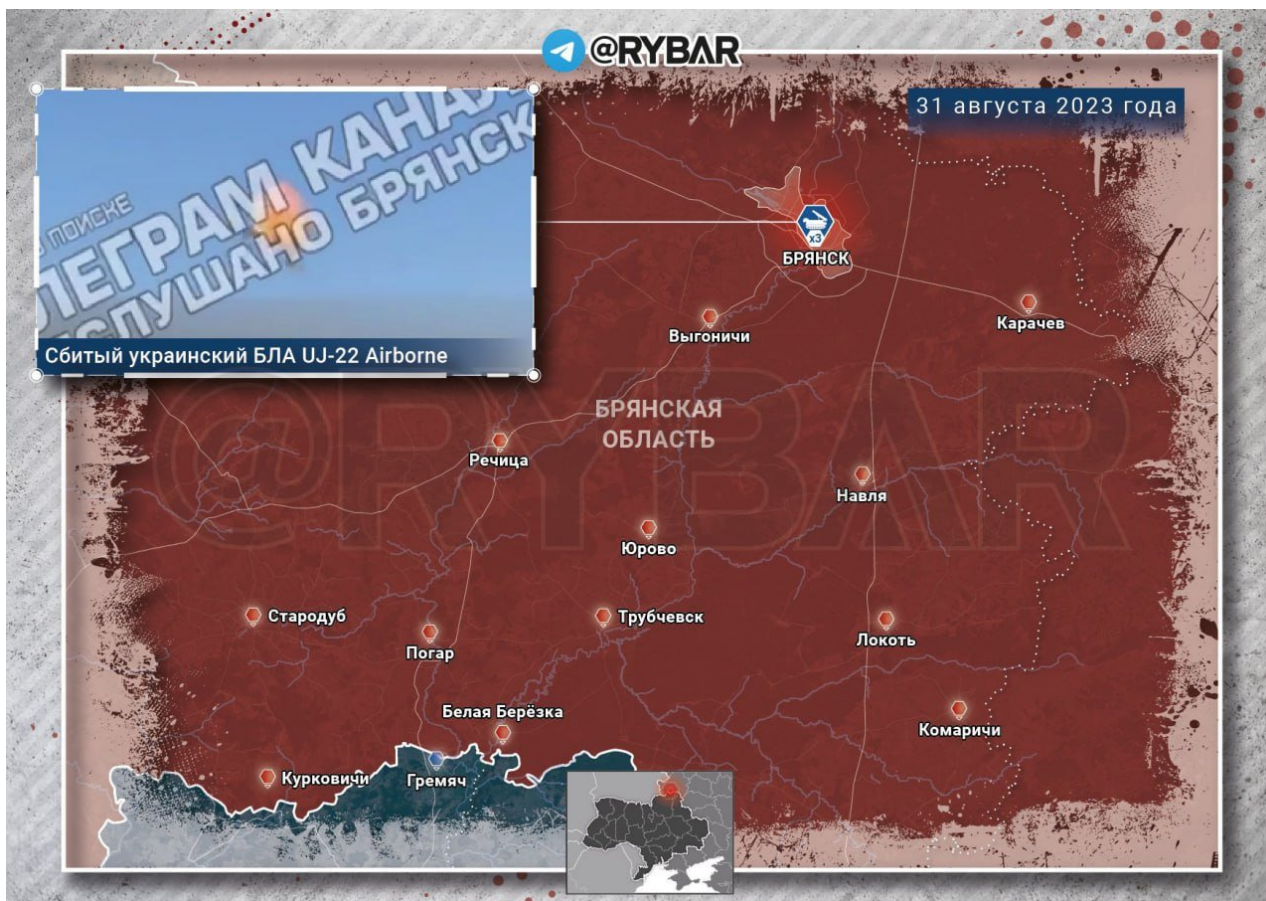 @RYBAR
31 августа 2023 года
В ПОИСКЕ
ТЕЛЕГРАМ КАНАЛ
БРЯНСК
Сбитый украинский БЛА UJ-22 Airborne
x3
БРЯНСК
Карачев
Выгоничи
БРЯНСКАЯ
ОБЛАСТЬ
@RYBAR
Речица
Навля
Юрово
Стародуб
Трубчевск
Погар
Локоть
Белая Берёзка
Комаричи
Курковичи
Гремяч